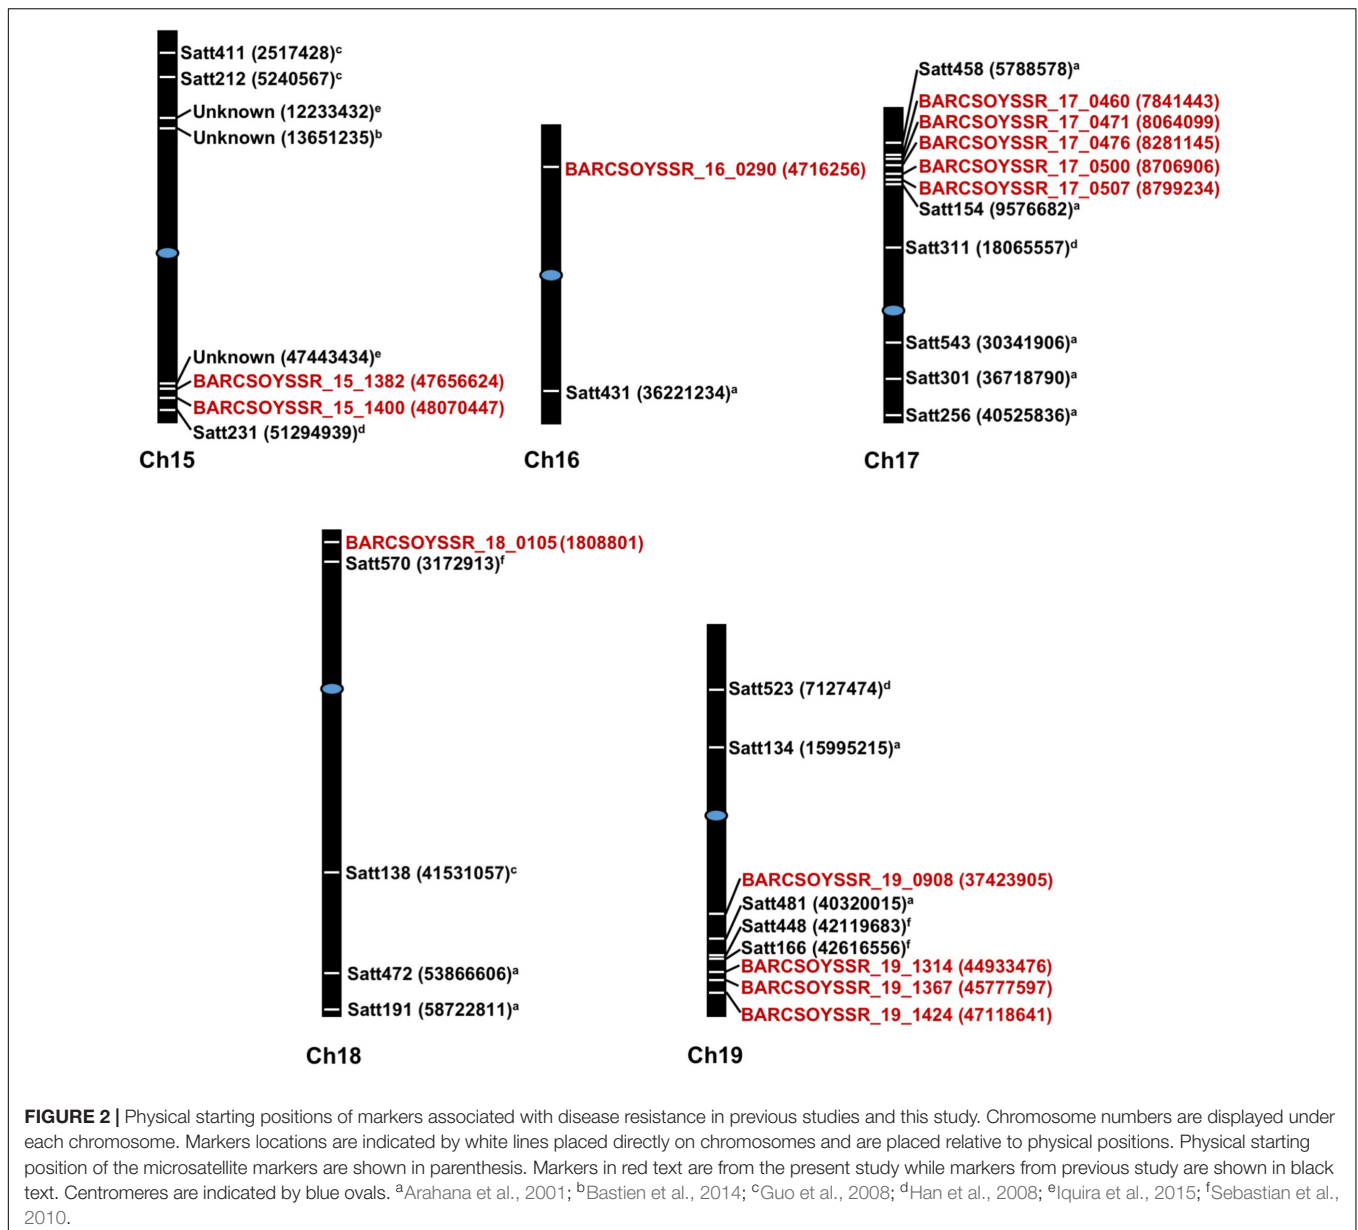 Satt411 (2517428)c
Satt212 (5240567)c
Unknown (12233432)e
Unknown (13651235)b
Unknown (47443434)e
BARCSOYSSR_15_1382 (47656624)
BARCSOYSSR_15_1400 (48070447)
Satt231 (51294939)d
Ch15
BARCSOYSSR_16_0290 (4716256)
Satt431 (36221234)a
Ch16
Satt458 (5788578)a
BARCSOYSSR_17_0460 (7841443)
BARCSOYSSR_17_0471 (8064099)
BARCSOYSSR_17_0476 (8281145)
BARCSOYSSR_17_0500 (8706906)
BARCSOYSSR_17_0507 (8799234)
Satt154 (9576682)a
Satt311 (18065557)d
Satt543 (30341906)a
Satt301 (36718790)a
Satt256 (40525836)a
Ch17
BARCSOYSSR_18_0105 (1808801)
Satt570 (3172913)f
Satt138 (41531057)c
Satt472 (53866606)a
Satt191 (58722811)a
Ch18
Satt523 (7127474)d
Satt134 (15995215)a
BARCSOYSSR_19_0908 (37423905)
Satt481 (40320015)a
Satt448 (42119683)f
Satt166 (42616556)f
BARCSOYSSR_19_1314 (44933476)
BARCSOYSSR_19_1367 (45777597)
BARCSOYSSR_19_1424 (47118641)
Ch19
FIGURE 2 | Physical starting positions of markers associated with disease resistance in previous studies and this study. Chromosome numbers are displayed under
each chromosome. Markers locations are indicated by white lines placed directly on chromosomes and are placed relative to physical positions. Physical starting
position of the microsatellite markers are shown in parenthesis. Markers in red text are from the present study while markers from previous study are shown in black
text. Centromeres are indicated by blue ovals. aArahana et al., 2001; bBastien et al., 2014; cGuo et al., 2008; dHan et al., 2008; eIquira et al., 2015; fSebastian et al.,
2010.